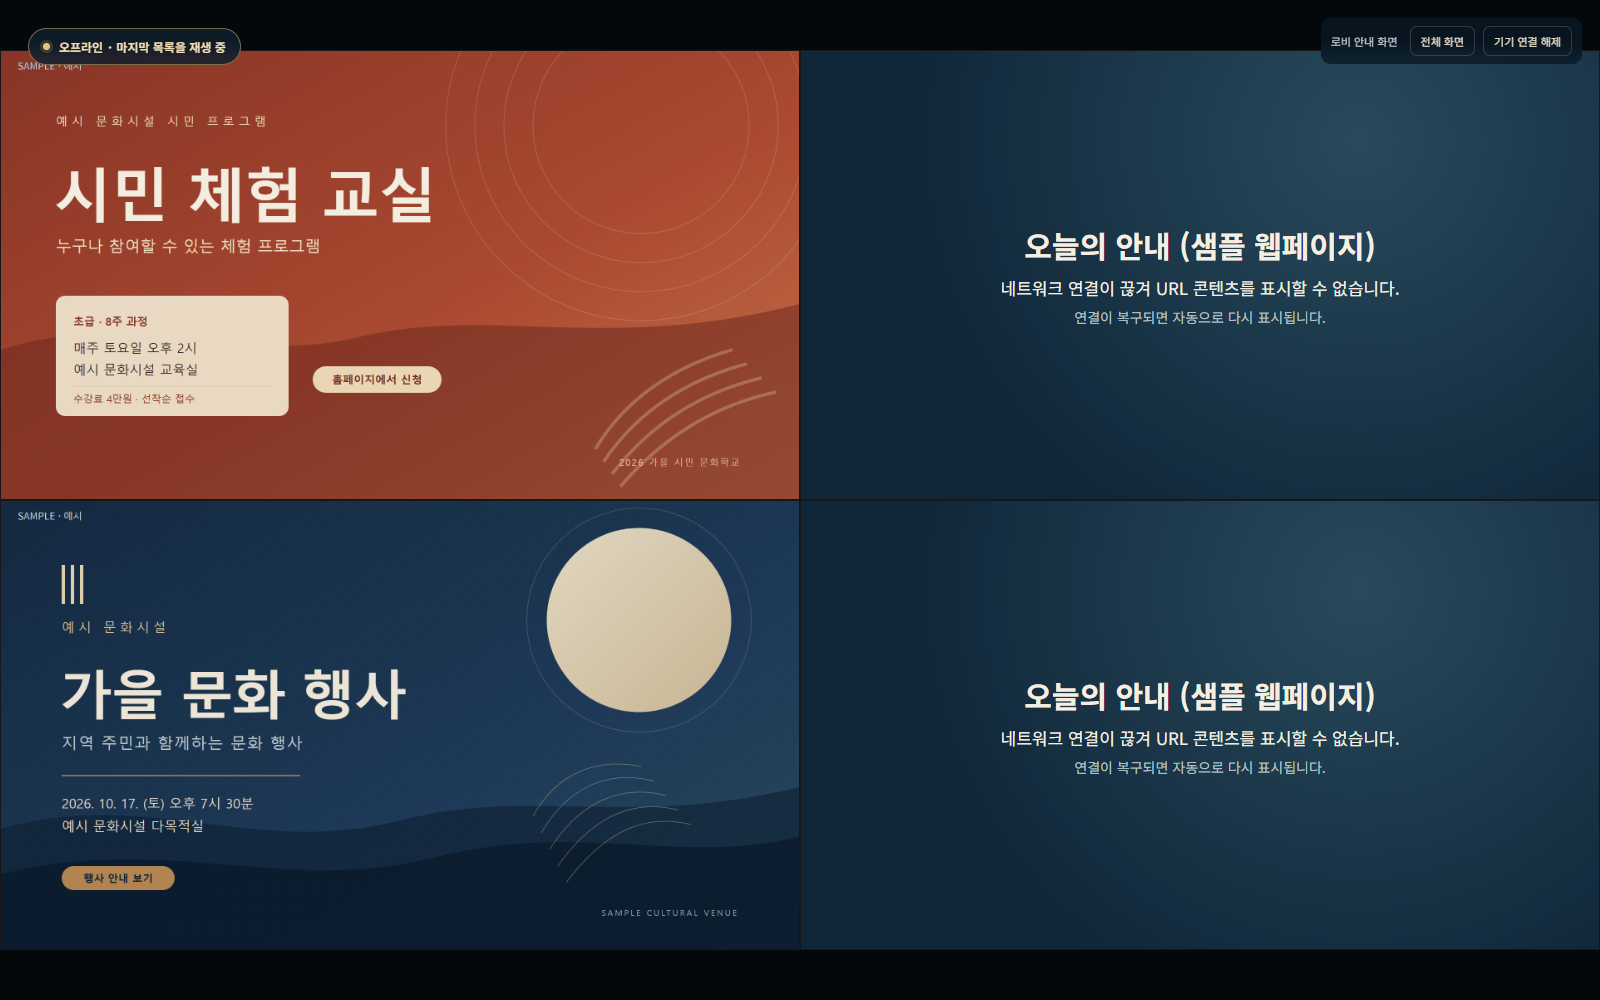 오프라인 · 마지막 목록을 재생 중
로비 안내 화면
전체 화면
기기 연결 해제
SAMPLE · 예시
예시 문화시설 시민 프로그램
시민 체험 교실
누구나 참여할 수 있는 체험 프로그램
초급 · 8주 과정
매주 토요일 오후 2시
예시 문화시설 교육실
수강료 4만원 · 선착순 접수
홈페이지에서 신청
2026 가을 시민 문화학교
오늘의 안내 (샘플 웹페이지)
네트워크 연결이 끊겨 URL 콘텐츠를 표시할 수 없습니다.
연결이 복구되면 자동으로 다시 표시됩니다.
SAMPLE · 예시
예시 문화시설
가을 문화 행사
지역 주민과 함께하는 문화 행사
2026. 10. 17. (토) 오후 7시 30분
예시 문화시설 다목적실
행사 안내 보기
SAMPLE CULTURAL VENUE
오늘의 안내 (샘플 웹페이지)
네트워크 연결이 끊겨 URL 콘텐츠를 표시할 수 없습니다.
연결이 복구되면 자동으로 다시 표시됩니다.